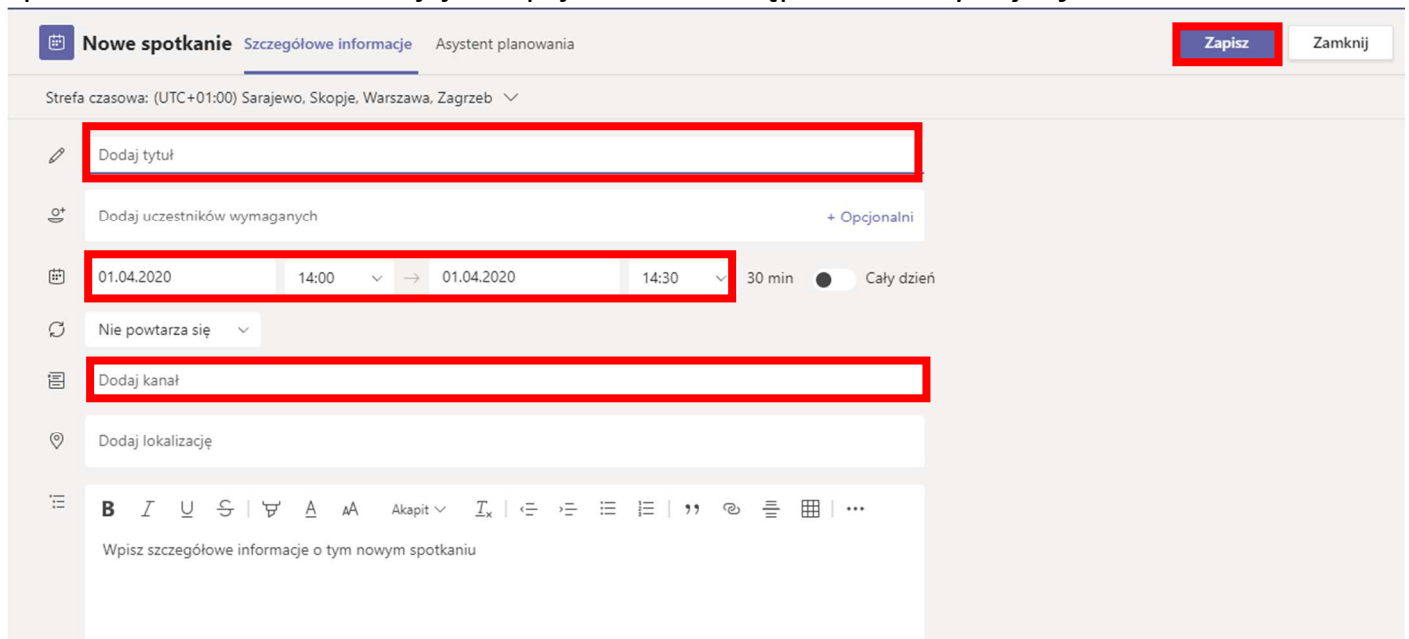 Nowe spotkanie Szczegółowe informacje Asystent planowania Zapisz Zamknij
Strefa czasowa: (UTC+01:00) Sarajewo, Skopje, Warszawa, Zagrzeb
Dodaj tytuł
Dodaj uczestników wymaganych + Opcjonalni
01.04.2020 14:00 → 01.04.2020 14:30 30 min Cały dzień
Nie powtarza się
Dodaj kanał
Dodaj lokalizację
B I U S A AA Akapit Tx
Wpisz szczegółowe informacje o tym nowym spotkaniu